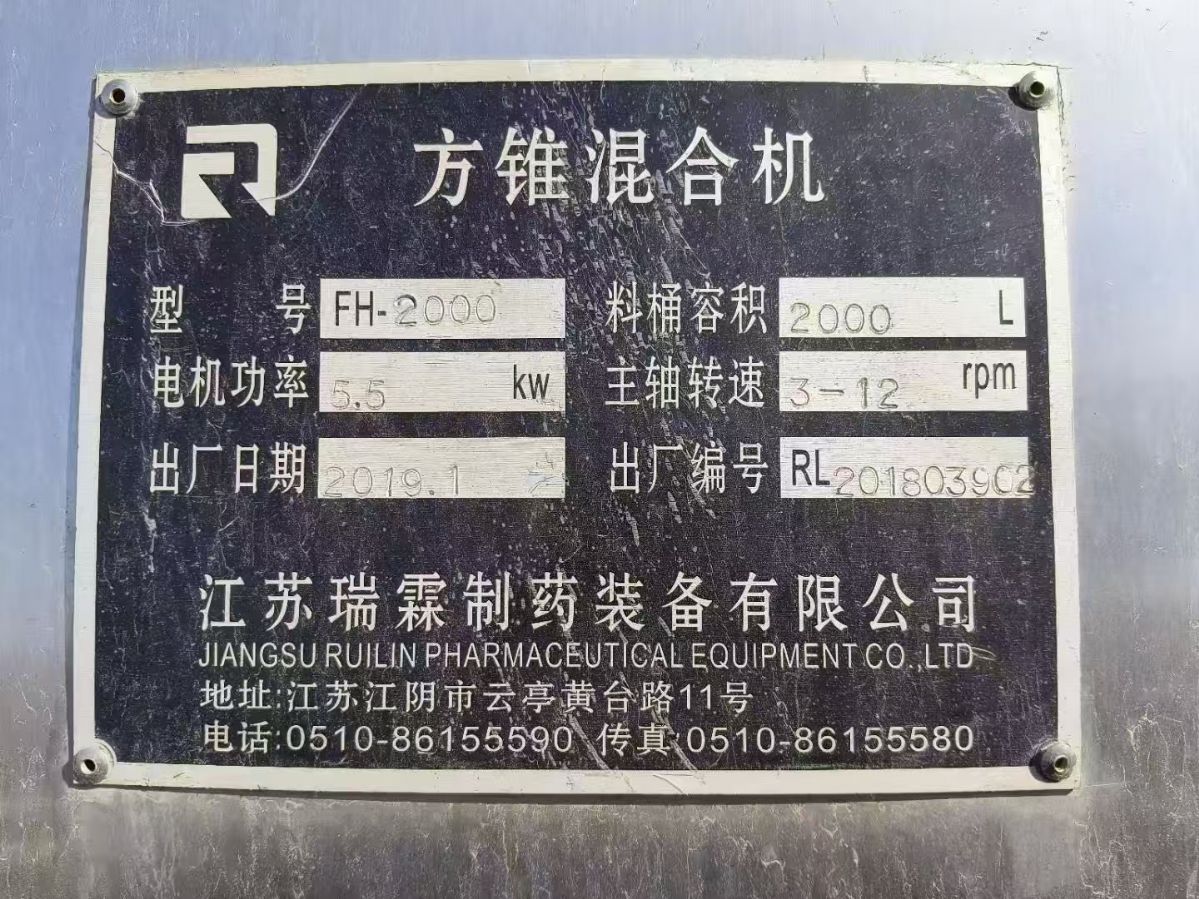 方锥混合机
型号 FH-2000 料桶容积 2000 L
电机功率 5.5 kw 主轴转速 3-12 rpm
出厂日期 2019.1 出厂编号 RL201803902
江苏瑞霖制药装备有限公司
JIANGSU RUILIN PHARMACEUTICAL EQUIPMENT CO.,LTD
地址:江苏江阴市云亭黄台路11号
电话:0510-86155590 传真:0510-86155580